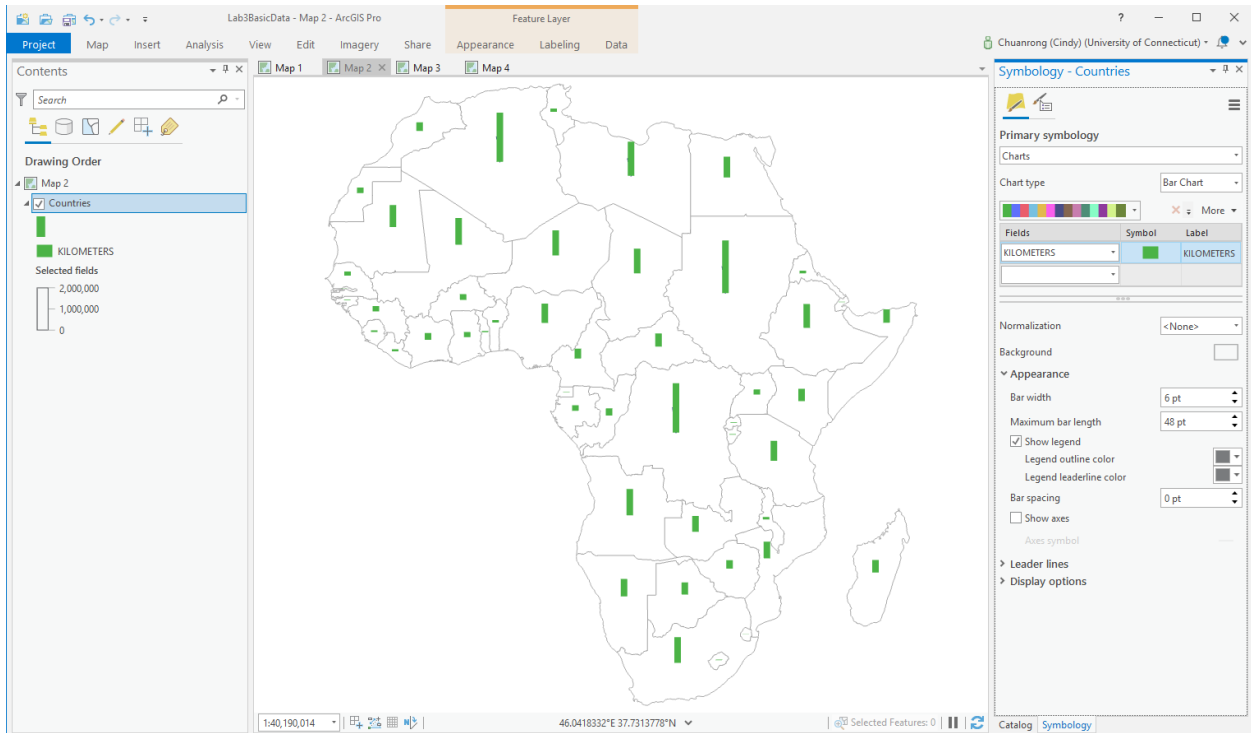 Lab3BasicData - Map 2 - ArcGIS Pro
Feature Layer
?
Project Map Insert Analysis View Edit Imagery Share Appearance Labeling Data
Chuanrong (Cindy) (University of Connecticut)
Contents
Search
Drawing Order
Map 2
Countries
KILOMETERS
Selected fields
2,000,000
1,000,000
0
Map 1 Map 2 Map 3 Map 4
1:40,190,014
46.0418332°E 37.7313778°N
Selected Features: 0
Symbology - Countries
Primary symbology
Charts
Chart type Bar Chart
More
Fields Symbol Label
KILOMETERS KILOMETERS
Normalization <None>
Background
Appearance
Bar width 6 pt
Maximum bar length 48 pt
Show legend
Legend outline color
Legend leaderline color
Bar spacing 0 pt
Show axes
Axes symbol
Leader lines
Display options
Catalog Symbology